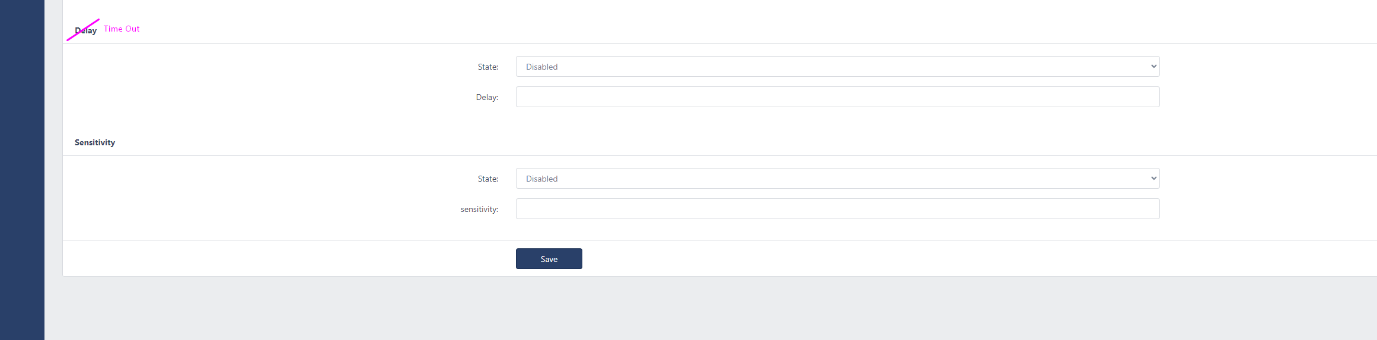 Delay Time Out
State: Disabled
Delay:
Sensitivity
State: Disabled
sensitivity:
Save